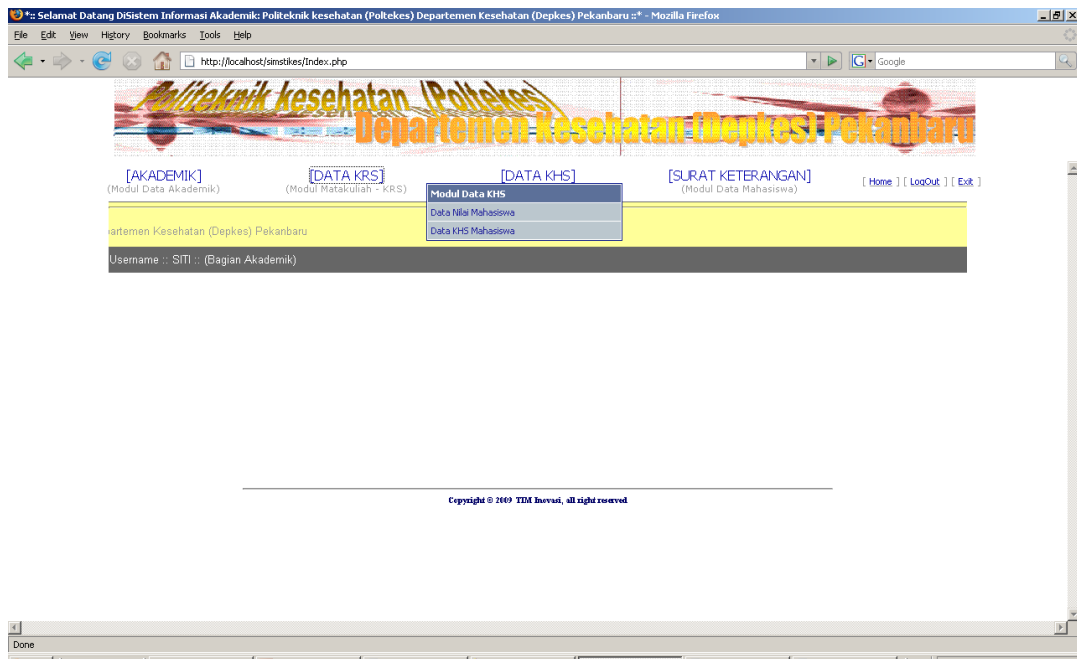 *:: Selamat Datang DiSistem Informasi Akademik: Politeknik kesehatan (Poltekes) Departemen Kesehatan (Depkes) Pekanbaru ::* - Mozilla Firefox
File Edit View History Bookmarks Tools Help
http://localhost/simstikes/Index.php
Google
Politeknik kesehatan (Poltekes)
Departemen Kesehatan (Depkes) Pekanbaru
[AKADEMIK] [DATA KRS] [DATA KHS] [SURAT KETERANGAN]
(Modul Data Akademik) (Modul Matakuliah - KRS) (Modul Data Mahasiswa) [ Home ] [ LogOut ] [ Exit ]
Modul Data KHS
Data Nilai Mahasiswa
Data KHS Mahasiswa
artemen Kesehatan (Depkes) Pekanbaru
Username :: SITI :: (Bagian Akademik)
Copyright © 2009 TIM Inovasi, all right reserved
Done